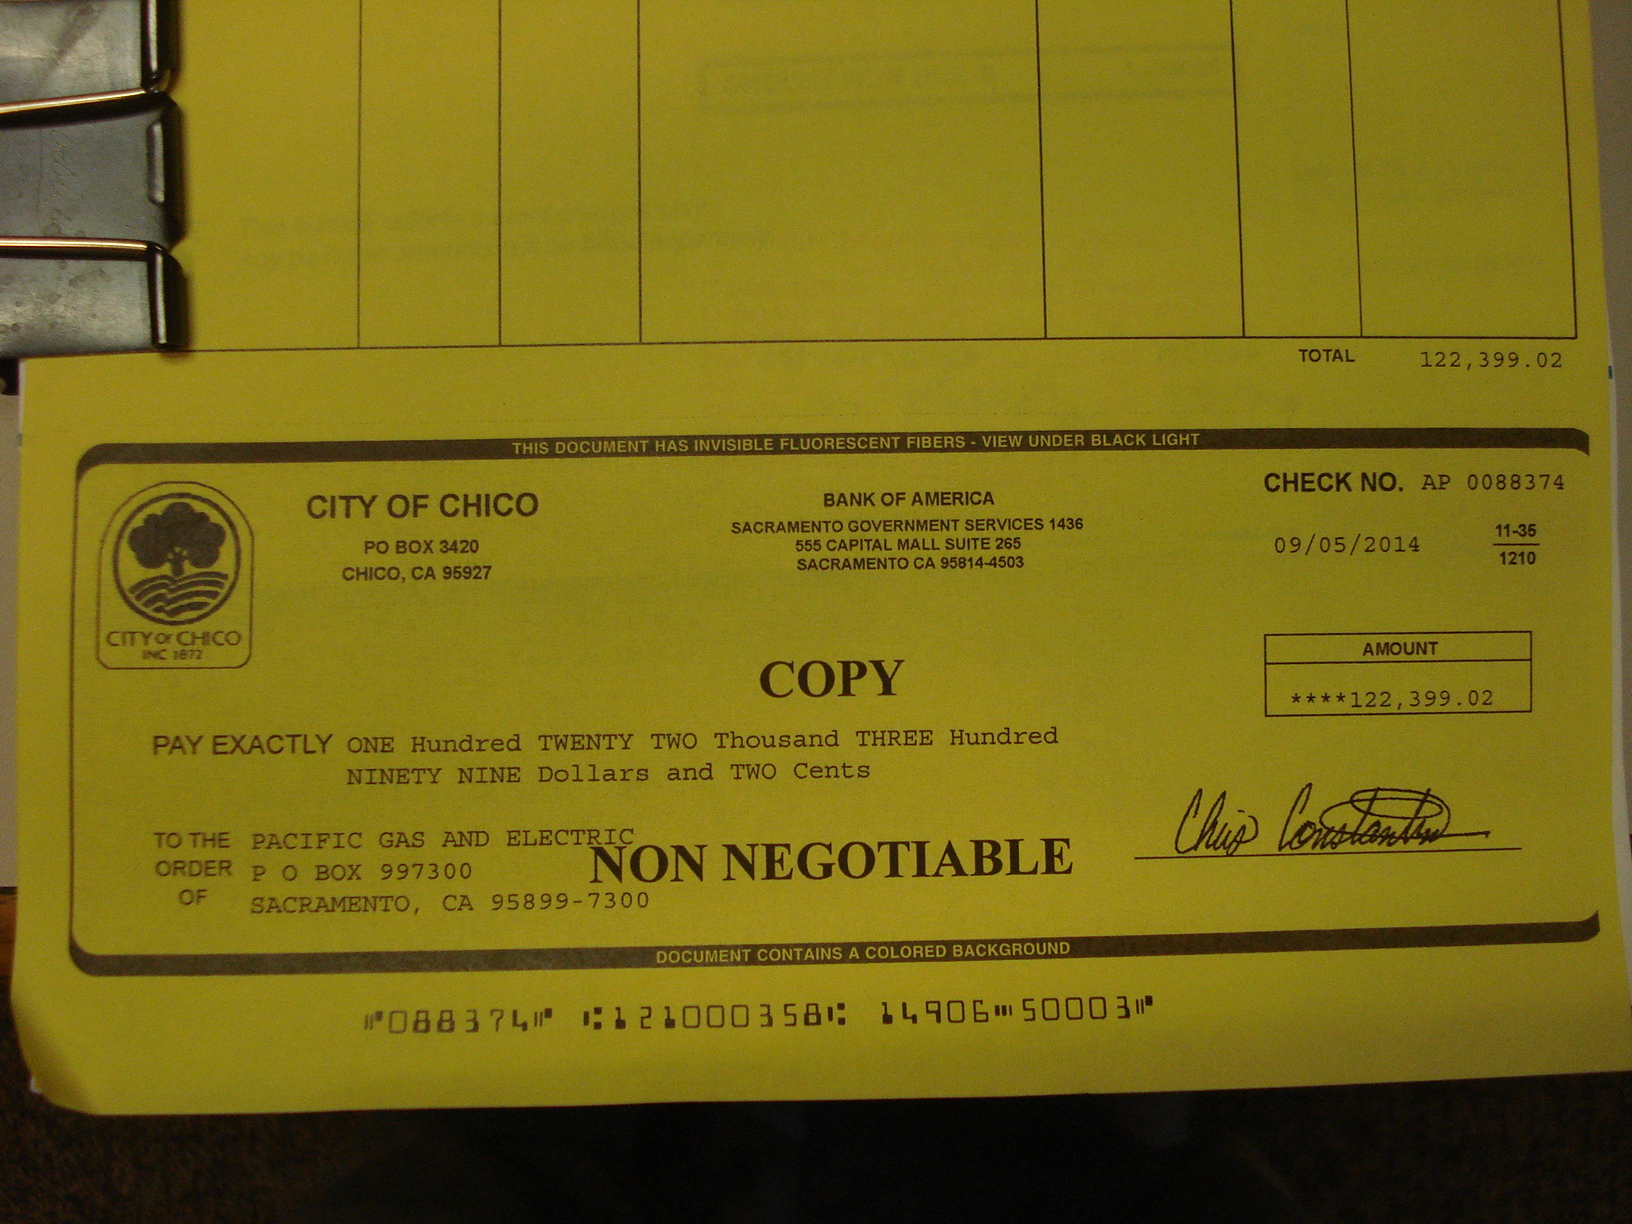 TOTAL 122,399.02
THIS DOCUMENT HAS INVISIBLE FLUORESCENT FIBERS - VIEW UNDER BLACK LIGHT
CITY OF CHICO
PO BOX 3420
CHICO, CA 95927
CITY OF CHICO
INC 1872
BANK OF AMERICA
SACRAMENTO GOVERNMENT SERVICES 1436
555 CAPITAL MALL SUITE 265
SACRAMENTO CA 95814-4503
CHECK NO. AP 0088374
09/05/2014
11-35
1210
AMOUNT
****122,399.02
COPY
PAY EXACTLY ONE Hundred TWENTY TWO Thousand THREE Hundred
NINETY NINE Dollars and TWO Cents
TO THE ORDER OF
PACIFIC GAS AND ELECTRIC
P O BOX 997300
SACRAMENTO, CA 95899-7300
NON NEGOTIABLE
Chris Constantin
DOCUMENT CONTAINS A COLORED BACKGROUND
⑈088374⑈ ⑆121000358⑆ 14906⑉50003⑈